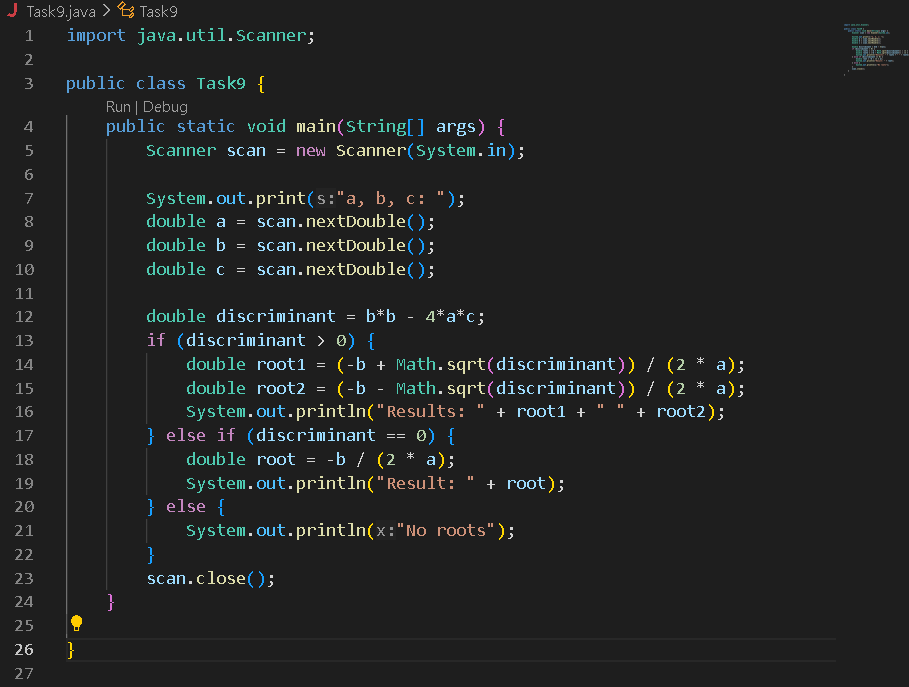 Task9.java > Task9
1 import java.util.Scanner;
2
3 public class Task9 {
Run | Debug
4 public static void main(String[] args) {
5 Scanner scan = new Scanner(System.in);
6
7 System.out.print(s:"a, b, c: ");
8 double a = scan.nextDouble();
9 double b = scan.nextDouble();
10 double c = scan.nextDouble();
11
12 double discriminant = b*b - 4*a*c;
13 if (discriminant > 0) {
14 double root1 = (-b + Math.sqrt(discriminant)) / (2 * a);
15 double root2 = (-b - Math.sqrt(discriminant)) / (2 * a);
16 System.out.println("Results: " + root1 + " " + root2);
17 } else if (discriminant == 0) {
18 double root = -b / (2 * a);
19 System.out.println("Result: " + root);
20 } else {
21 System.out.println(x:"No roots");
22 }
23 scan.close();
24 }
25
26 }
27